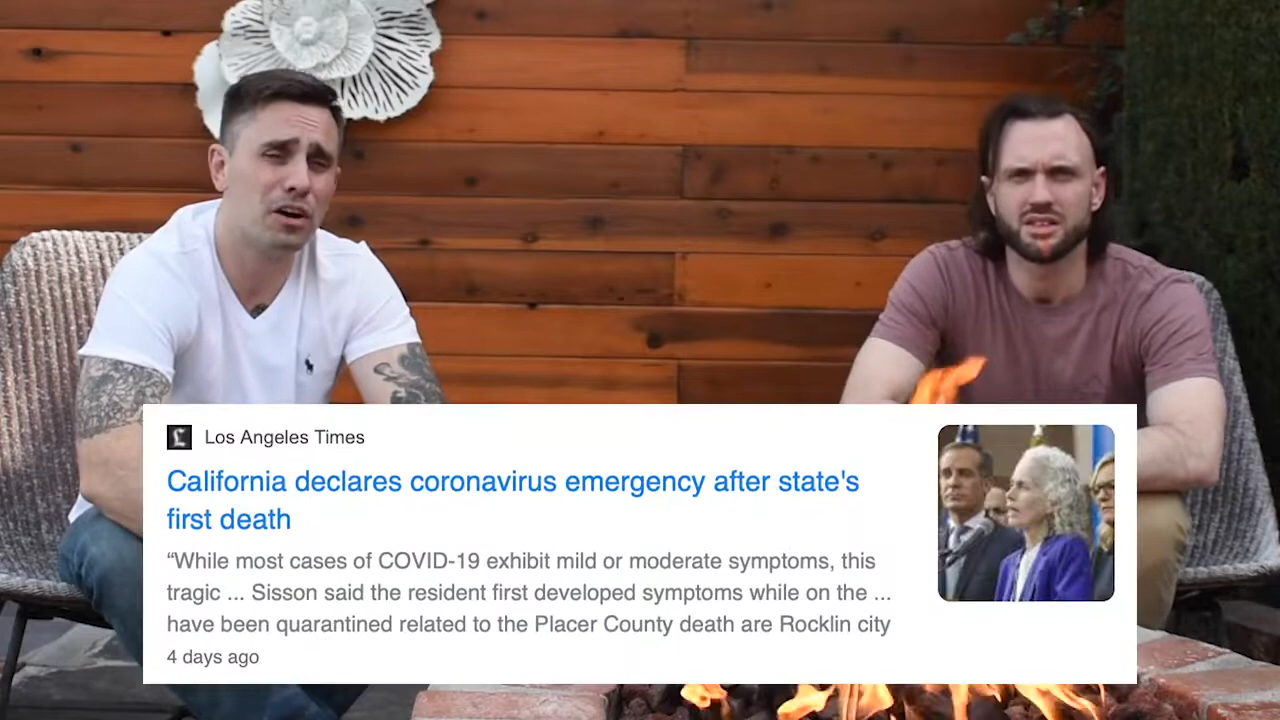 Los Angeles Times
California declares coronavirus emergency after state's
first death
“While most cases of COVID-19 exhibit mild or moderate symptoms, this
tragic ... Sisson said the resident first developed symptoms while on the ...
have been quarantined related to the Placer County death are Rocklin city
4 days ago